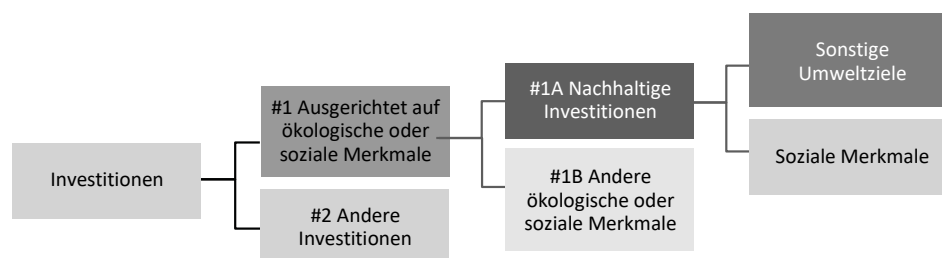 Investitionen
#1 Ausgerichtet auf
ökologische oder
soziale Merkmale
#2 Andere
Investitionen
#1A Nachhaltige
Investitionen
#1B Andere
ökologische oder
soziale Merkmale
Sonstige
Umweltziele
Soziale Merkmale